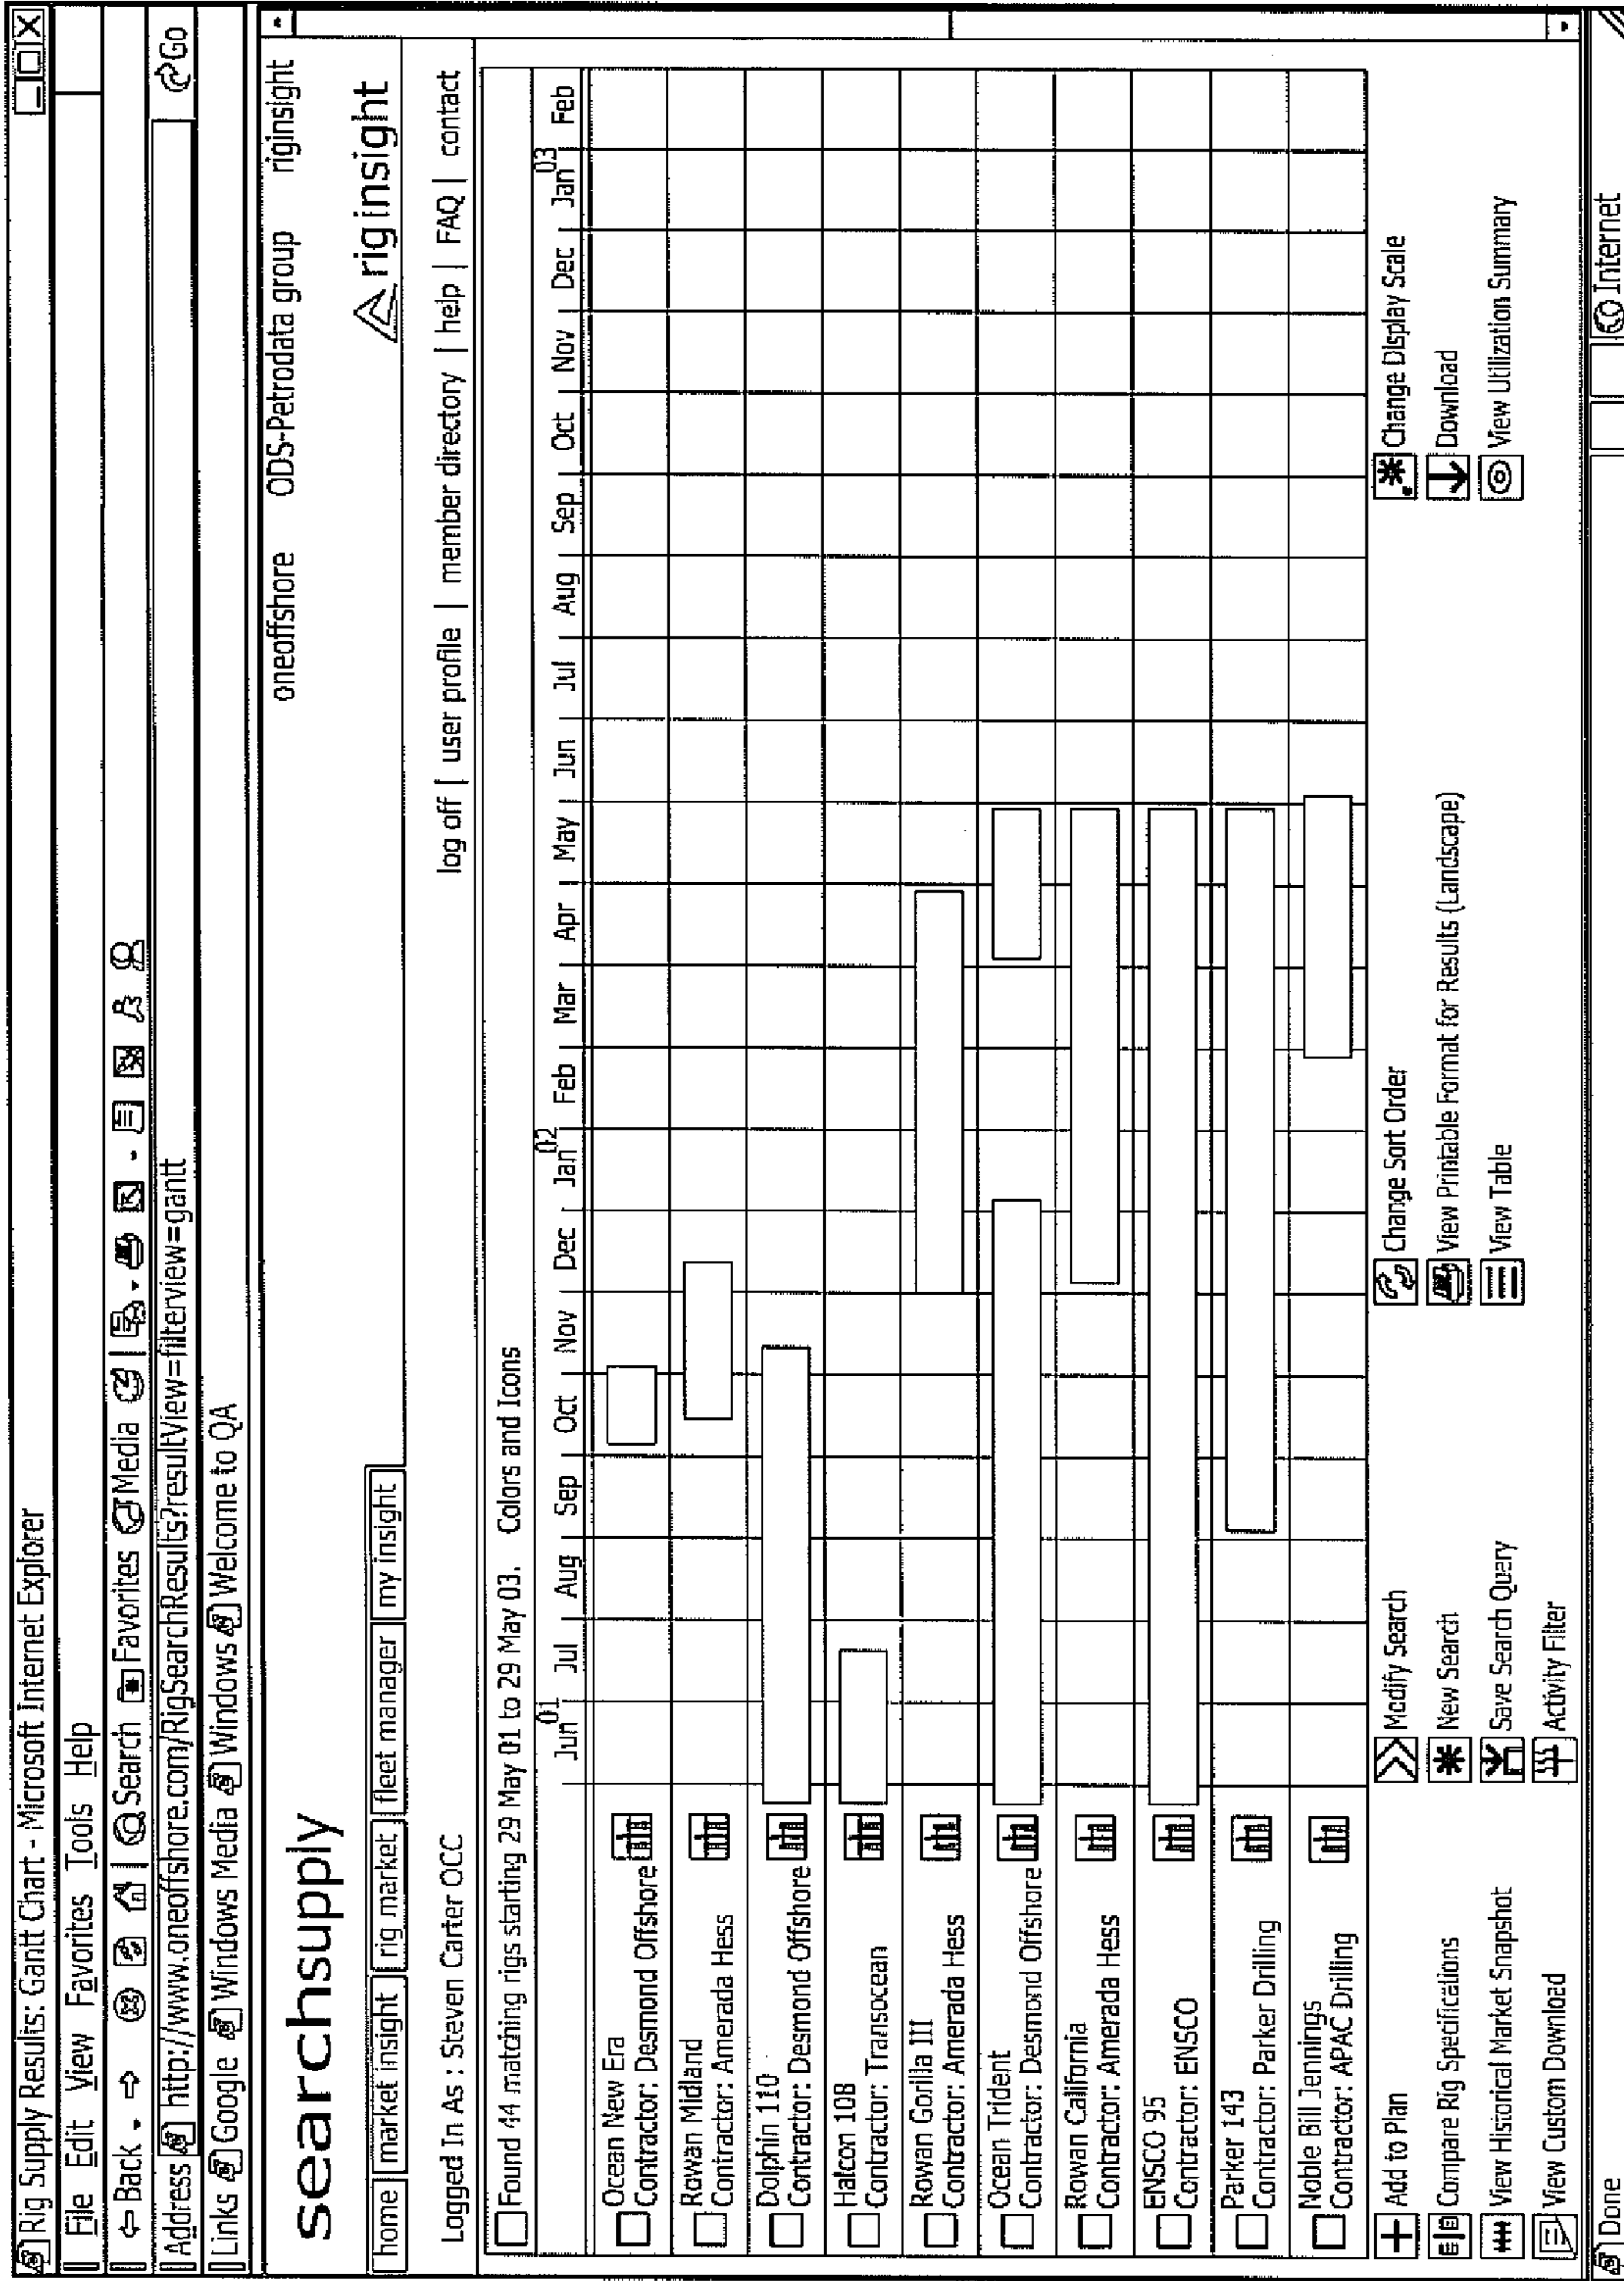 Rig Supply Results: Gantt Chart - Microsoft Internet Explorer
File Edit View Favorites Tools Help
Back Search Favorites Media
Address http://www.oneoffshore.com/RigSearchResults?resultView=filterview=gantt Go
Links Google Windows Media Windows Welcome to QA
oneoffshore ODS-Petrodata group riginsight
searchsupply
riginsight
home market insight rig market fleet manager my insight
Logged In As : Steven Carter OCC
log off | user profile | member directory | help | FAQ | contact
Found 44 matching rigs starting 29 May 01 to 29 May 03. Colors and Icons
01 02 03
Jun Jul Aug Sep Oct Nov Dec Jan Feb Mar Apr May Jun Jul Aug Sep Oct Nov Dec Jan Feb
Ocean New Era
Contractor: Desmond Offshore
Rowan Midland
Contractor: Amerada Hess
Dolphin 110
Contractor: Desmond Offshore
Halcon 108
Contractor: Transocean
Rowan Gorilla III
Contractor: Amerada Hess
Ocean Trident
Contractor: Desmond Offshore
Rowan California
Contractor: Amerada Hess
ENSCO 95
Contractor: ENSCO
Parker 143
Contractor: Parker Drilling
Noble Bill Jennings
Contractor: APAC Drilling
Add to Plan Modify Search Change Sort Order Change Display Scale
Compare Rig Specifications New Search View Printable Format for Results (Landscape) Download
View Historical Market Snapshot Save Search Query View Table View Utilization Summary
View Custom Download Activity Filter
Done Internet